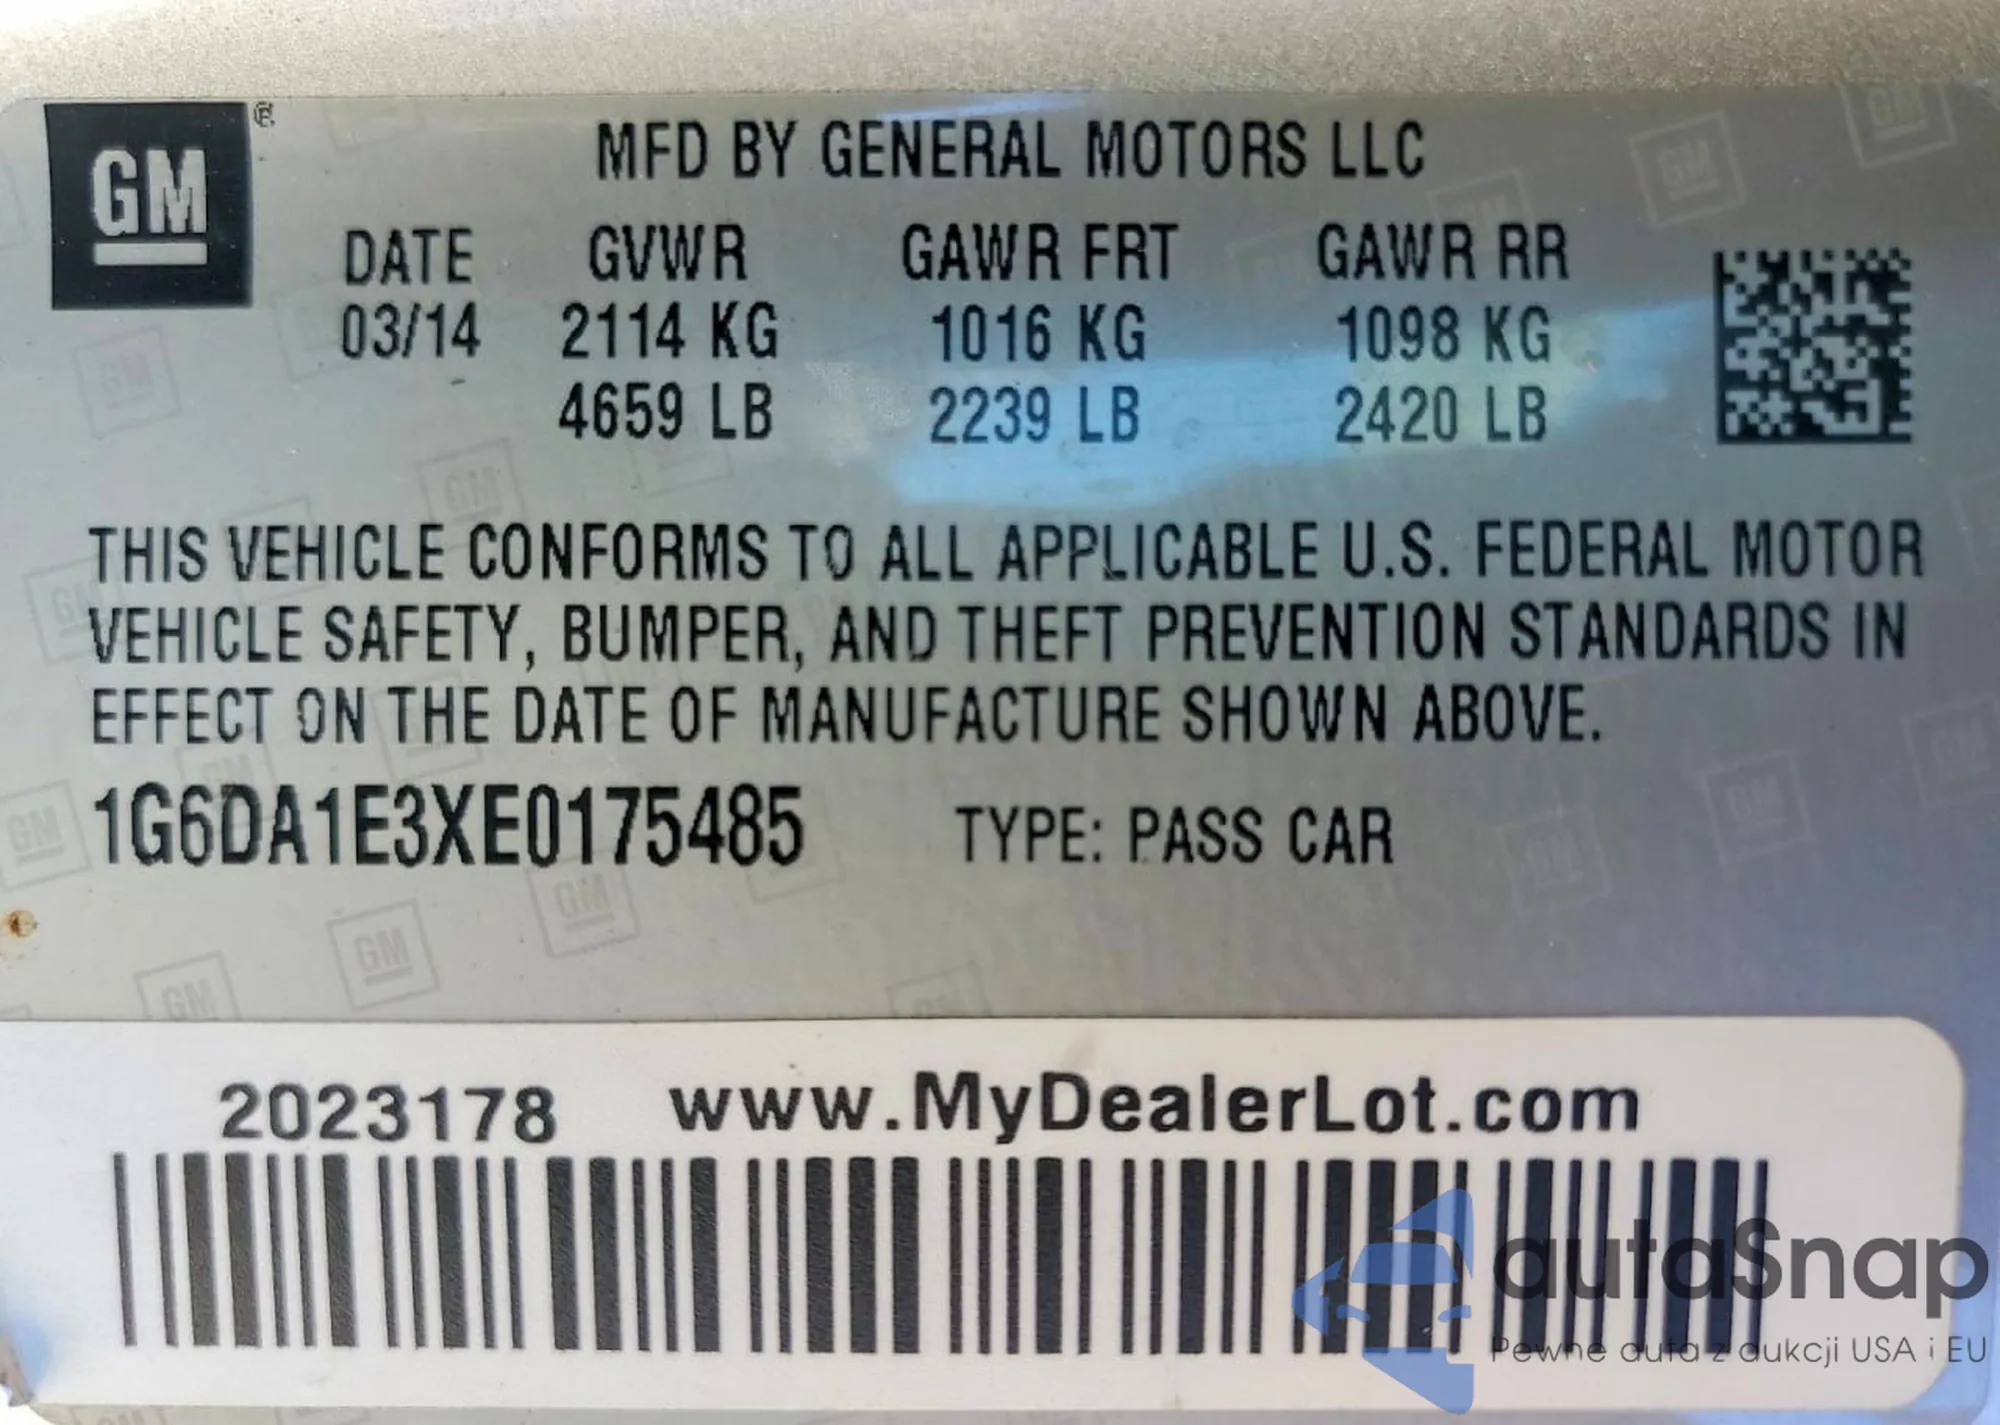 GM ®
MFD BY GENERAL MOTORS LLC
DATE GVWR GAWR FRT GAWR RR
03/14 2114 KG 1016 KG 1098 KG
4659 LB 2239 LB 2420 LB
THIS VEHICLE CONFORMS TO ALL APPLICABLE U.S. FEDERAL MOTOR
VEHICLE SAFETY, BUMPER, AND THEFT PREVENTION STANDARDS IN
EFFECT ON THE DATE OF MANUFACTURE SHOWN ABOVE.
1G6DA1E3XE0175485 TYPE: PASS CAR
2023178 www.MyDealerLot.com
autaSnap
Pewne auta z aukcji USA i EU